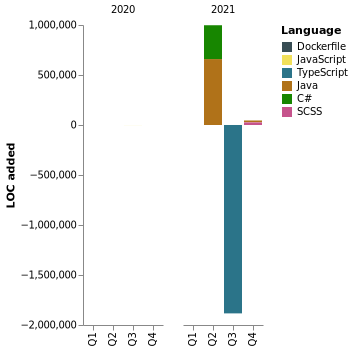 2020
2021
Language
Dockerfile
JavaScript
TypeScript
Java
C#
SCSS
LOC added
1,000,000
500,000
0
−500,000
−1,000,000
−1,500,000
−2,000,000
Q1
Q2
Q3
Q4
Q1
Q2
Q3
Q4